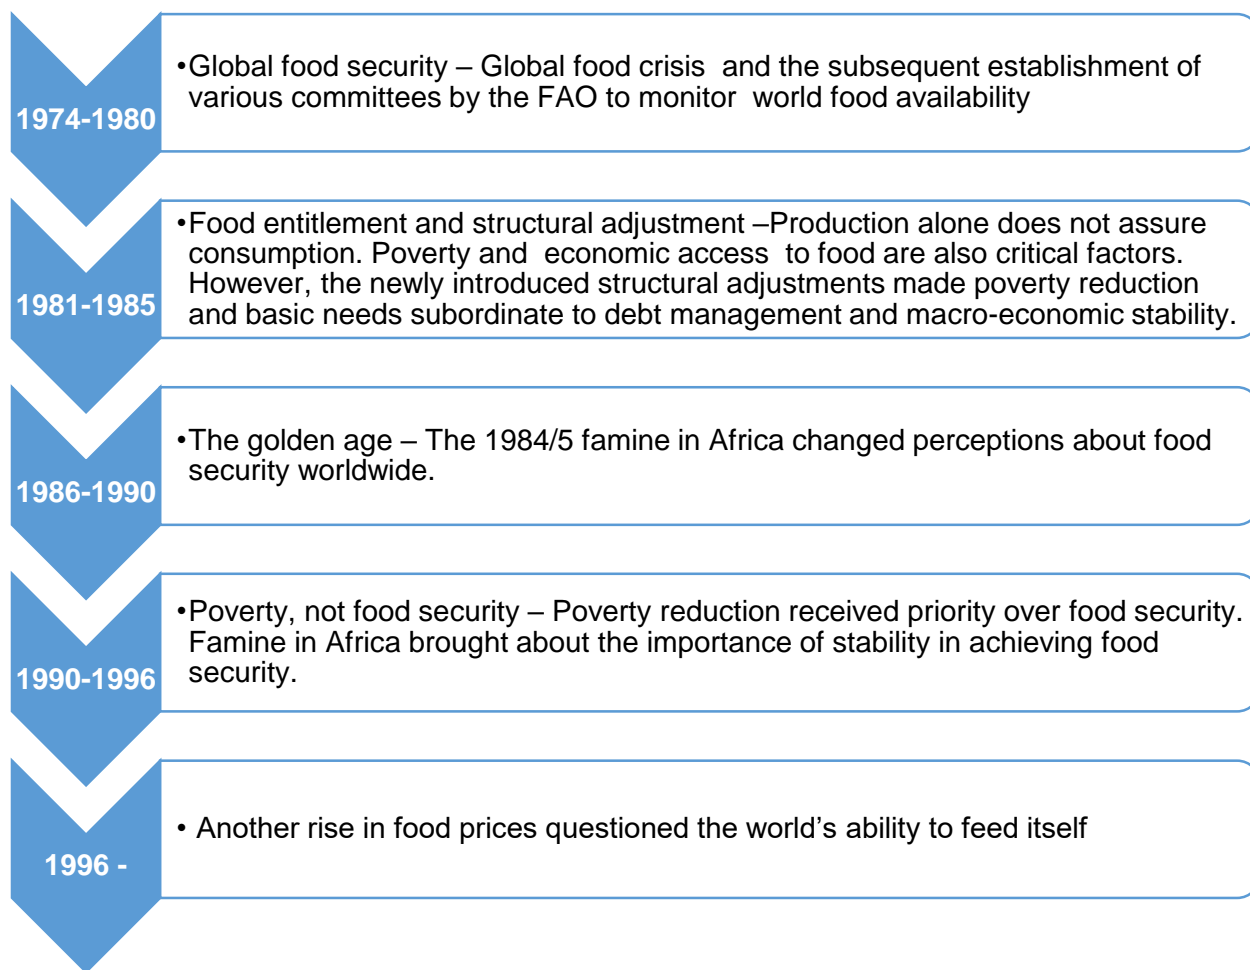 •Global food security – Global food crisis  and the subsequent establishment of
various committees by the FAO to monitor  world food availability
1974-1980
•Food entitlement and structural adjustment –Production alone does not assure
consumption. Poverty and  economic access  to food are also critical factors.
However, the newly introduced structural adjustments made poverty reduction
and basic needs subordinate to debt management and macro-economic stability.
1981-1985
•The golden age – The 1984/5 famine in Africa changed perceptions about food
security worldwide.
1986-1990
•Poverty, not food security – Poverty reduction received priority over food security.
Famine in Africa brought about the importance of stability in achieving food
security.
1990-1996
• Another rise in food prices questioned the world’s ability to feed itself
1996 -